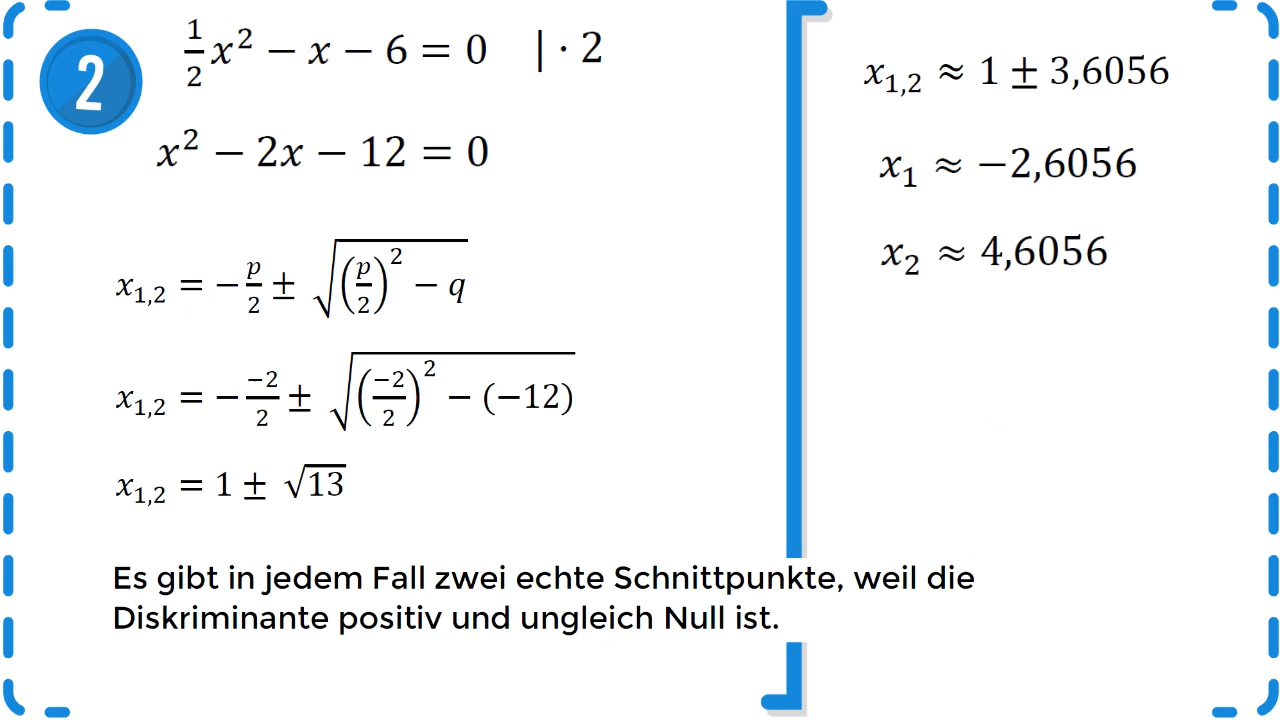 2
½x² − x − 6 = 0 | · 2
x² − 2x − 12 = 0
x₁,₂ = −p/2 ± √((p/2)² − q)
x₁,₂ = −(−2)/2 ± √((−2/2)² − (−12))
x₁,₂ = 1 ± √13
Es gibt in jedem Fall zwei echte Schnittpunkte, weil die
Diskriminante positiv und ungleich Null ist.
x₁,₂ ≈ 1 ± 3,6056
x₁ ≈ −2,6056
x₂ ≈ 4,6056